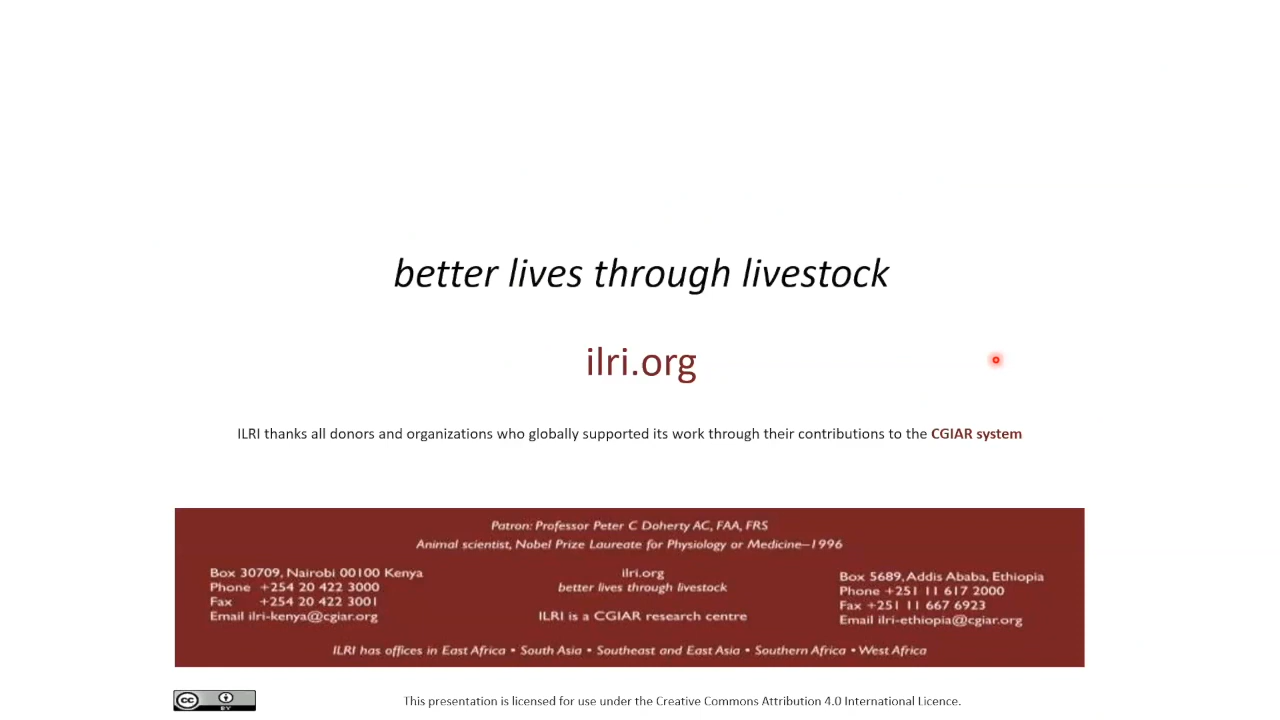 better lives through livestock
ilri.org
ILRI thanks all donors and organizations who globally supported its work through their contributions to the CGIAR system
Patron: Professor Peter C Doherty AC, FAA, FRS
Animal scientist, Nobel Prize Laureate for Physiology or Medicine–1996
Box 30709, Nairobi 00100 Kenya
Phone +254 20 422 3000
Fax +254 20 422 3001
Email ilri-kenya@cgiar.org
ilri.org
better lives through livestock
ILRI is a CGIAR research centre
Box 5689, Addis Ababa, Ethiopia
Phone +251 11 617 2000
Fax +251 11 667 6923
Email ilri-ethiopia@cgiar.org
ILRI has offices in East Africa • South Asia • Southeast and East Asia • Southern Africa • West Africa
cc
BY
This presentation is licensed for use under the Creative Commons Attribution 4.0 International Licence.